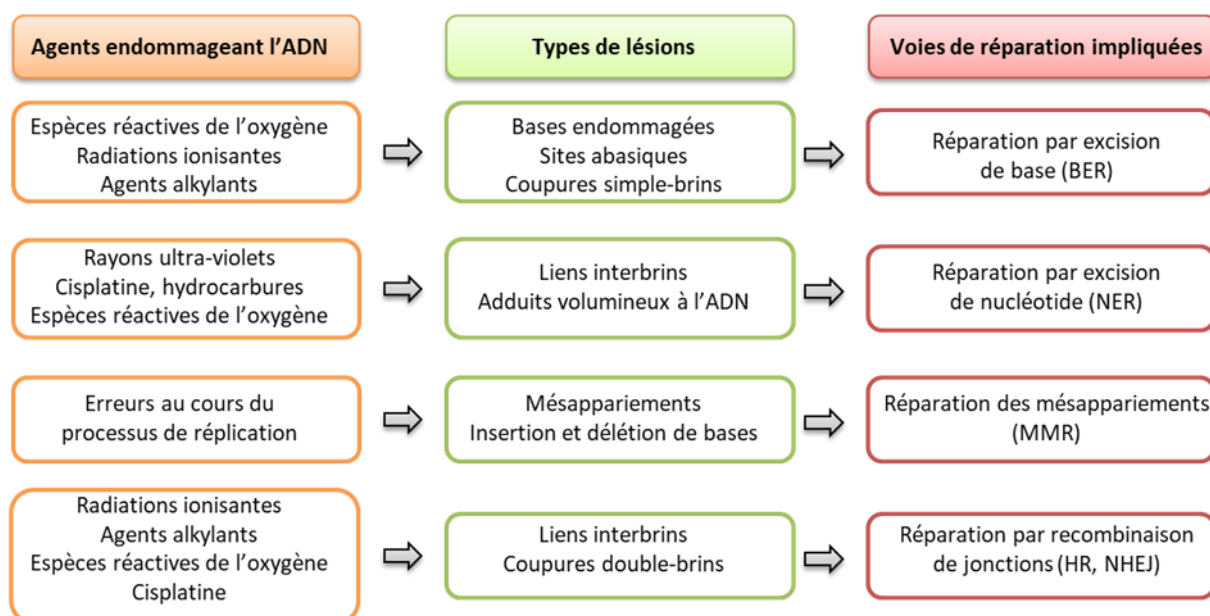 Agents endommageant l'ADN
Types de lésions
Voies de réparation impliquées
Espèces réactives de l'oxygène
Radiations ionisantes
Agents alkylants
Bases endommagées
Sites abasiques
Coupures simple-brins
Réparation par excision
de base (BER)
Rayons ultra-violets
Cisplatine, hydrocarbures
Espèces réactives de l'oxygène
Liens interbrins
Adduits volumineux à l'ADN
Réparation par excision
de nucléotide (NER)
Erreurs au cours du
processus de réplication
Mésappariements
Insertion et délétion de bases
Réparation des mésappariements
(MMR)
Radiations ionisantes
Agents alkylants
Espèces réactives de l'oxygène
Cisplatine
Liens interbrins
Coupures double-brins
Réparation par recombinaison
de jonctions (HR, NHEJ)